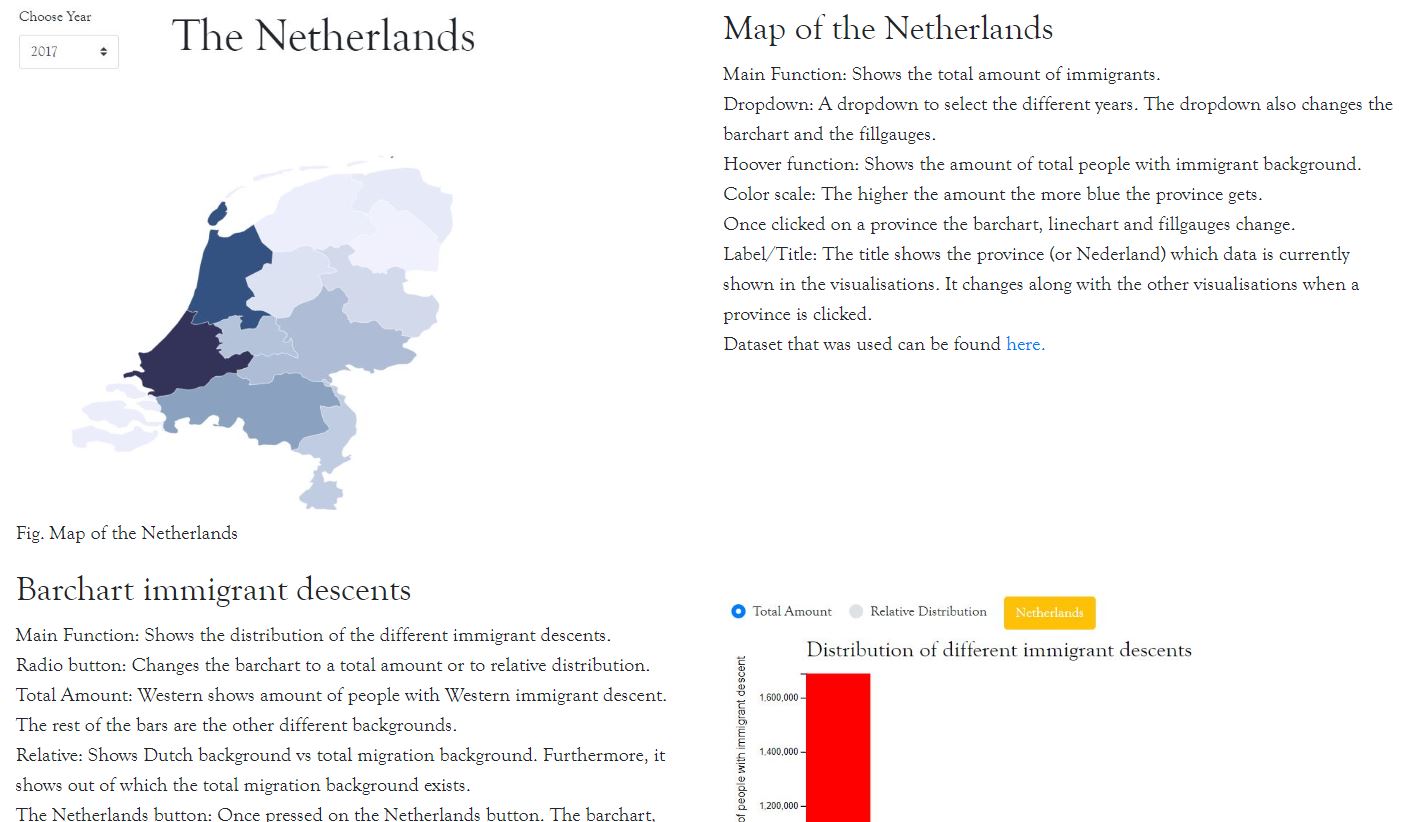 Choose Year
2017
The Netherlands
Fig. Map of the Netherlands
Map of the Netherlands
Main Function: Shows the total amount of immigrants.
Dropdown: A dropdown to select the different years. The dropdown also changes the
barchart and the fillgauges.
Hoover function: Shows the amount of total people with immigrant background.
Color scale: The higher the amount the more blue the province gets.
Once clicked on a province the barchart, linechart and fillgauges change.
Label/Title: The title shows the province (or Nederland) which data is currently
shown in the visualisations. It changes along with the other visualisations when a
province is clicked.
Dataset that was used can be found here.
Barchart immigrant descents
Main Function: Shows the distribution of the different immigrant descents.
Radio button: Changes the barchart to a total amount or to relative distribution.
Total Amount: Western shows amount of people with Western immigrant descent.
The rest of the bars are the other different backgrounds.
Relative: Shows Dutch background vs total migration background. Furthermore, it
shows out of which the total migration background exists.
The Netherlands button: Once pressed on the Netherlands button. The barchart,
Total Amount
Relative Distribution
Netherlands
Distribution of different immigrant descents
of people with immigrant descent
1,600,000
1,400,000
1,200,000